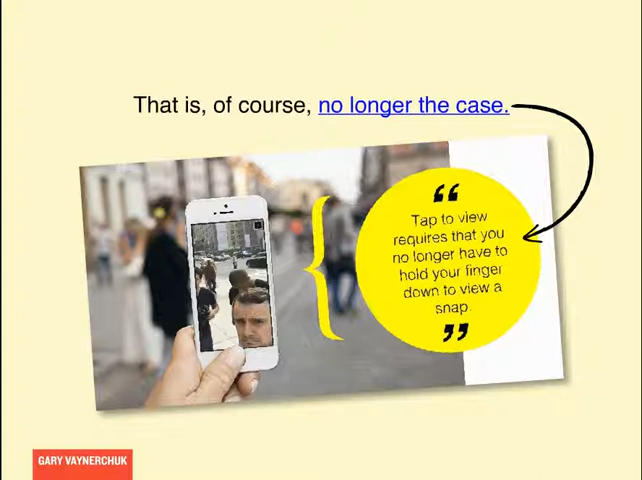 That is, of course, no longer the case.
“
Tap to view
requires that you
no longer have to
hold your finger
down to view a
snap.
”
GARY VAYNERCHUK